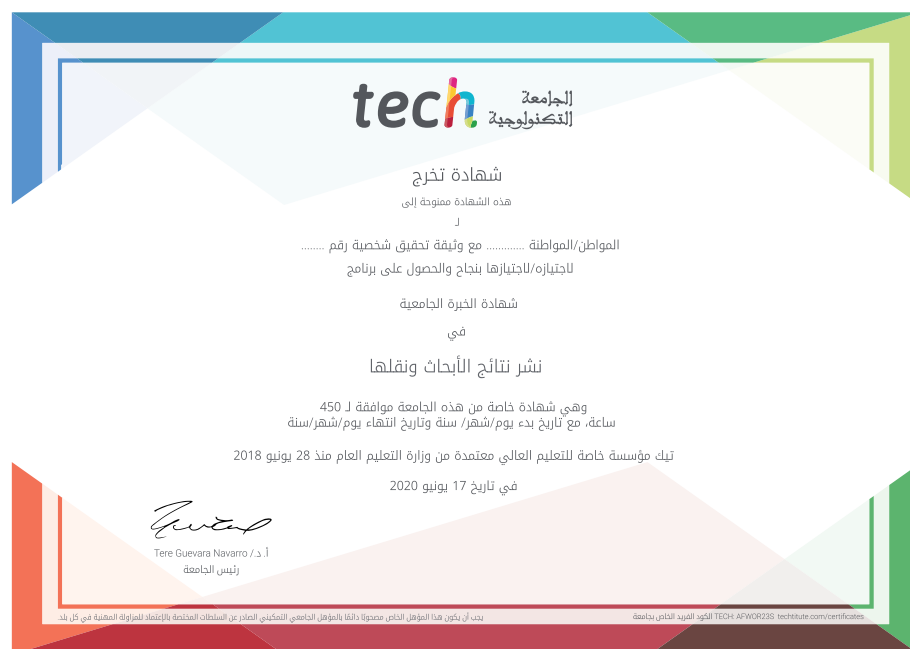 tech
الجامعة
التكنولوجية
شهادة تخرج
هذه الشهادة ممنوحة إلى
لـ
المواطن/المواطنة ............ مع وثيقة تحقيق شخصية رقم ........
لاجتيازه/لاجتيازها بنجاح والحصول على برنامج
شهادة الخبرة الجامعية
في
نشر نتائج الأبحاث ونقلها
وهي شهادة خاصة من هذه الجامعة موافقة لـ 450
ساعة، مع تاريخ بدء يوم/شهر/ سنة وتاريخ انتهاء يوم/شهر/سنة
تيك مؤسسة خاصة للتعليم العالي معتمدة من وزارة التعليم العام منذ 28 يونيو 2018
في تاريخ 17 يونيو 2020
أ. د./ Tere Guevara Navarro
رئيس الجامعة
يجب أن يكون هذا المؤهل الخاص مصحوبًا دائمًا بالمؤهل الجامعي التمكيني الصادر عن السلطات المختصة بالإعتماد للمزاولة المهنية في كل بلد.
الكود الفريد الخاص بجامعة TECH: AFWOR23S techtitute.com/certificates